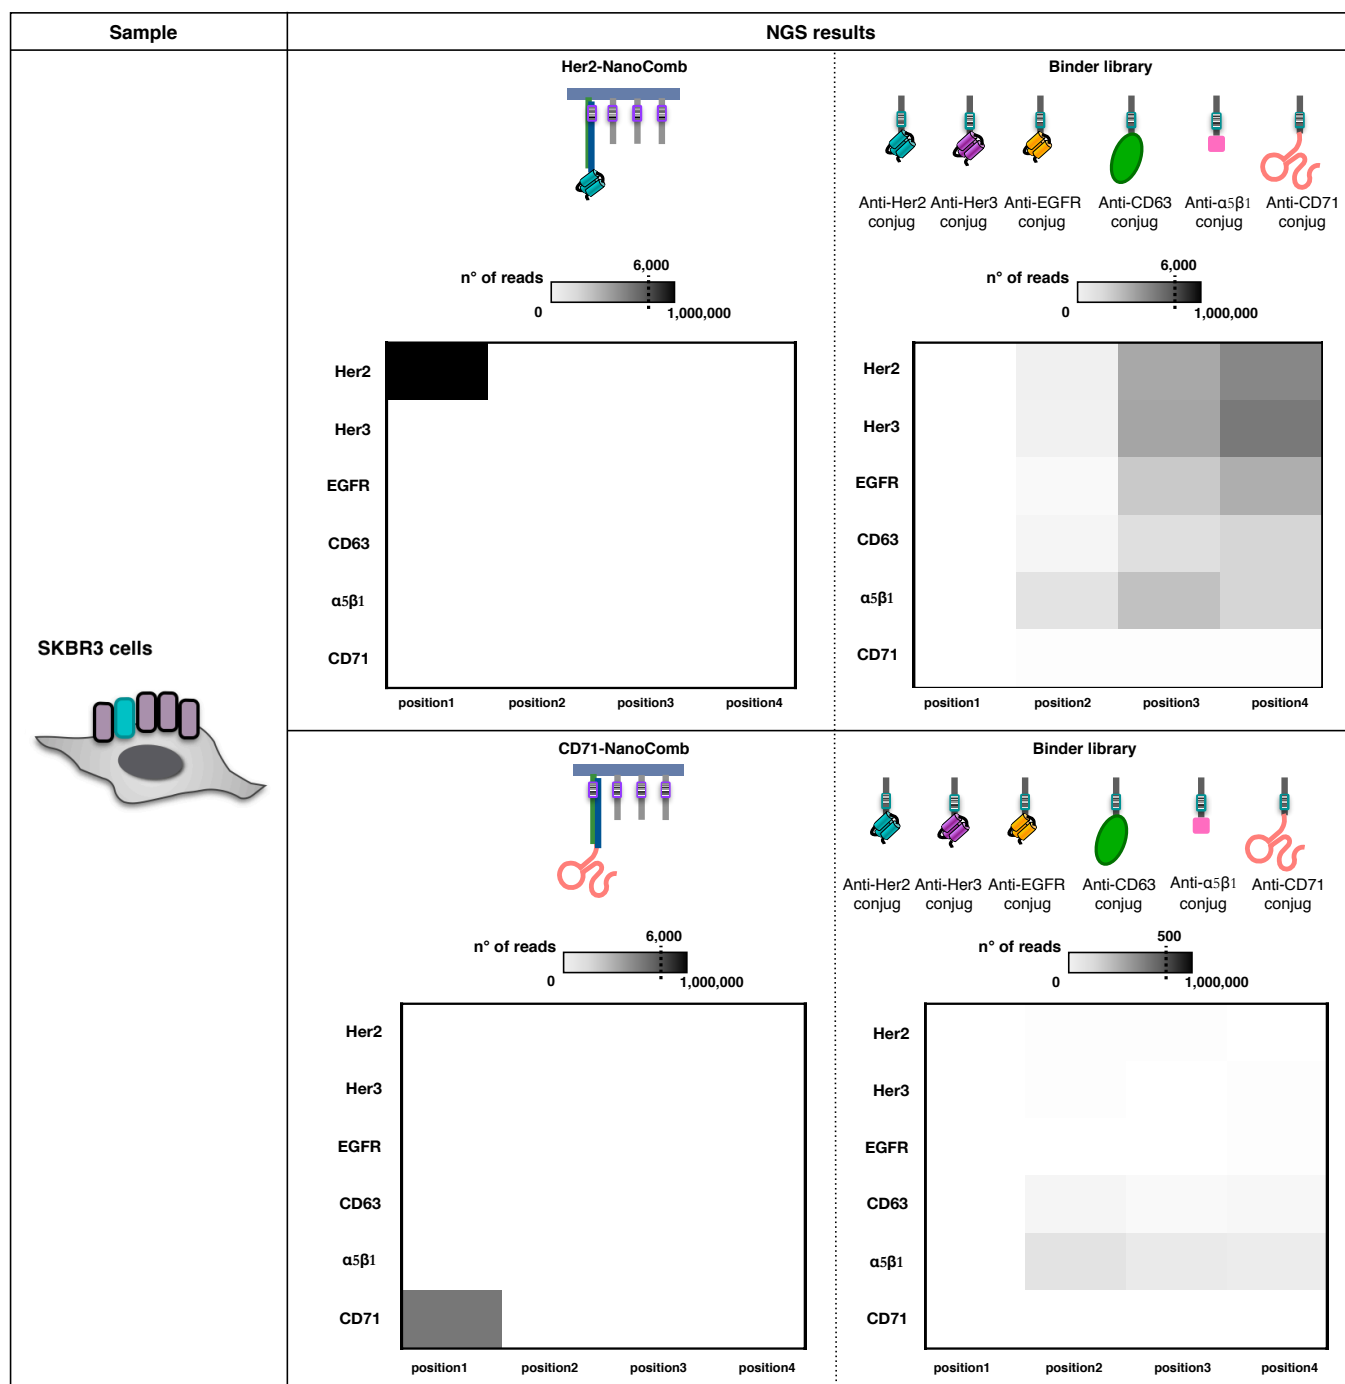 Sample
NGS results
Her2-NanoComb
Binder library
Anti-Her2 conjug
Anti-Her3 conjug
Anti-EGFR conjug
Anti-CD63 conjug
Anti-α5β1 conjug
Anti-CD71 conjug
6,000
n° of reads
0
1,000,000
6,000
n° of reads
0
1,000,000
Her2
Her3
EGFR
CD63
α5β1
CD71
position1
position2
position3
position4
Her2
Her3
EGFR
CD63
α5β1
CD71
position1
position2
position3
position4
SKBR3 cells
CD71-NanoComb
Binder library
Anti-Her2 conjug
Anti-Her3 conjug
Anti-EGFR conjug
Anti-CD63 conjug
Anti-α5β1 conjug
Anti-CD71 conjug
6,000
n° of reads
0
1,000,000
500
n° of reads
0
1,000,000
Her2
Her3
EGFR
CD63
α5β1
CD71
position1
position2
position3
position4
Her2
Her3
EGFR
CD63
α5β1
CD71
position1
position2
position3
position4